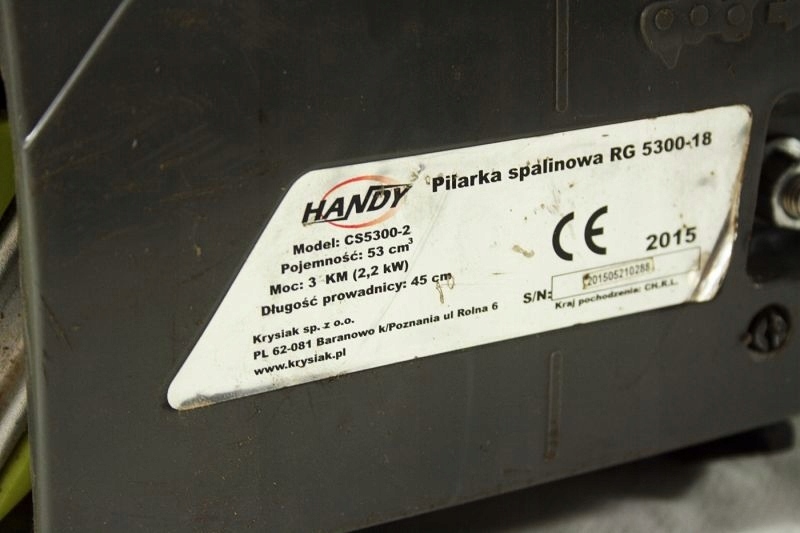 HANDY
Pilarka spalinowa RG 5300-18
Model: CS5300-2
Pojemność: 53 cm³
Moc: 3 KM (2,2 kW)
Długość prowadnicy: 45 cm
CE 2015
S/N: 201505210288
Kraj pochodzenia: CH.R.L.
Krysiak sp. z o.o.
PL 62-081 Baranowo k/Poznania ul Rolna 6
www.krysiak.pl